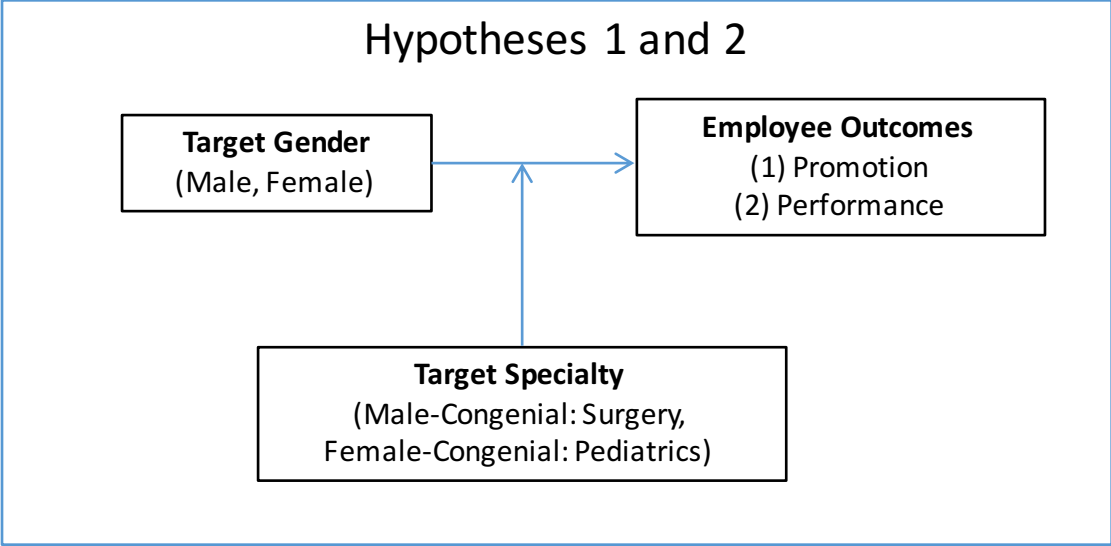 Hypotheses 1 and 2
Target Gender
(Male, Female)
Employee Outcomes
(1) Promotion
(2) Performance
Target Specialty
(Male-Congenial: Surgery,
Female-Congenial: Pediatrics)